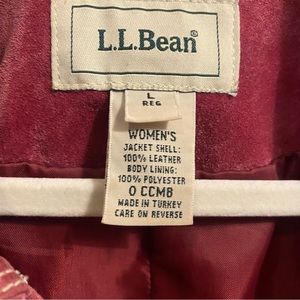 L.L.Bean®
L
REG
WOMEN'S
JACKET SHELL:
100% LEATHER
BODY LINING:
100% POLYESTER
0 CCMB
MADE IN TURKEY
CARE ON REVERSE